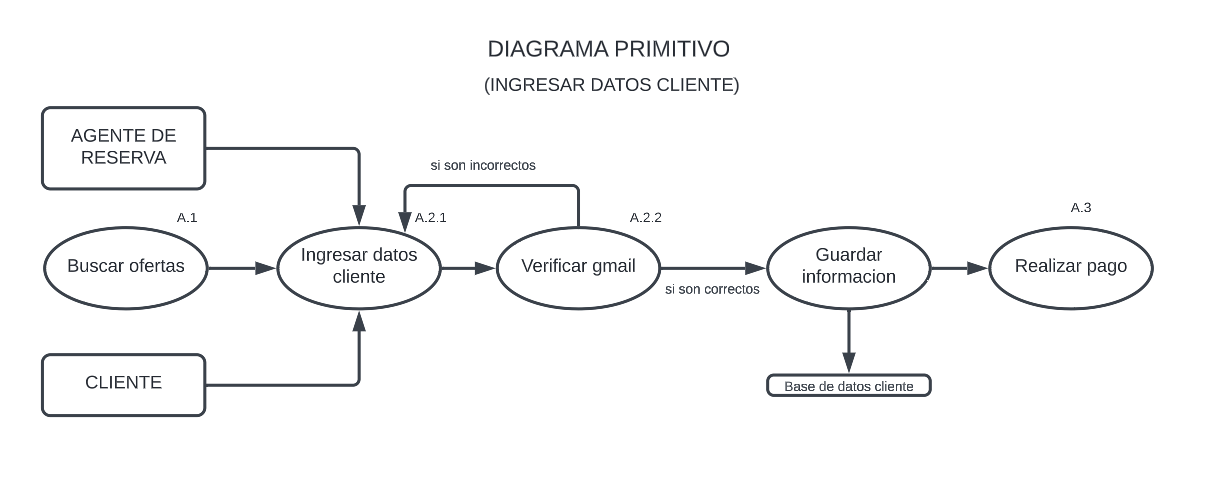 DIAGRAMA PRIMITIVO
(INGRESAR DATOS CLIENTE)
AGENTE DE
RESERVA
si son incorrectos
A.1
A.2.1
A.2.2
A.3
Buscar ofertas
Ingresar datos
cliente
Verificar gmail
si son correctos
Guardar
informacion
Realizar pago
CLIENTE
Base de datos cliente